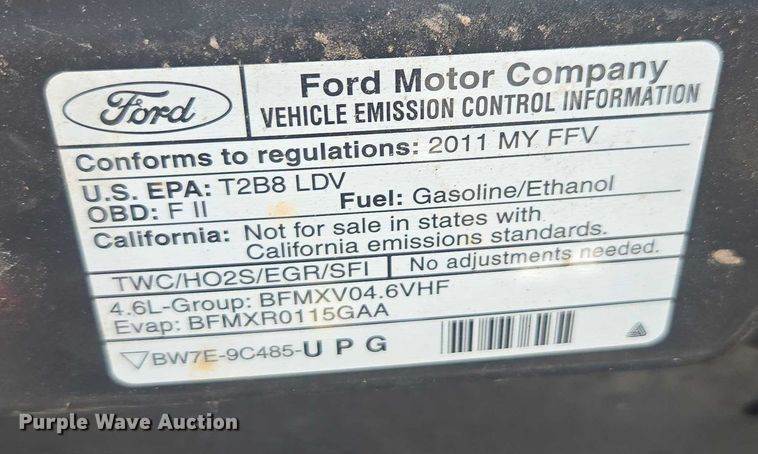 Ford
Ford Motor Company
VEHICLE EMISSION CONTROL INFORMATION
Conforms to regulations: 2011 MY FFV
U.S. EPA: T2B8 LDV
OBD: F II
Fuel: Gasoline/Ethanol
California: Not for sale in states with
California emissions standards.
TWC/HO2S/EGR/SFI
No adjustments needed.
4.6L-Group: BFMXV04.6VHF
Evap: BFMXR0115GAA
BW7E-9C485-U P G
Purple Wave Auction